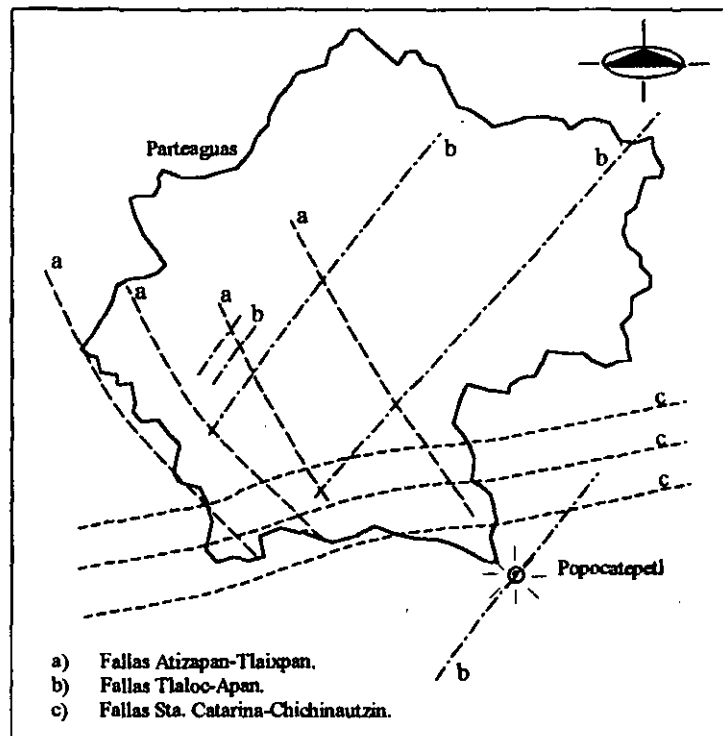 Parteaguas
b
b
a
a
a
a
b
c
c
c
Popocatepetl
b
a) Fallas Atizapan-Tlaixpan.
b) Fallas Tlaloc-Apan.
c) Fallas Sta. Catarina-Chichinautzin.